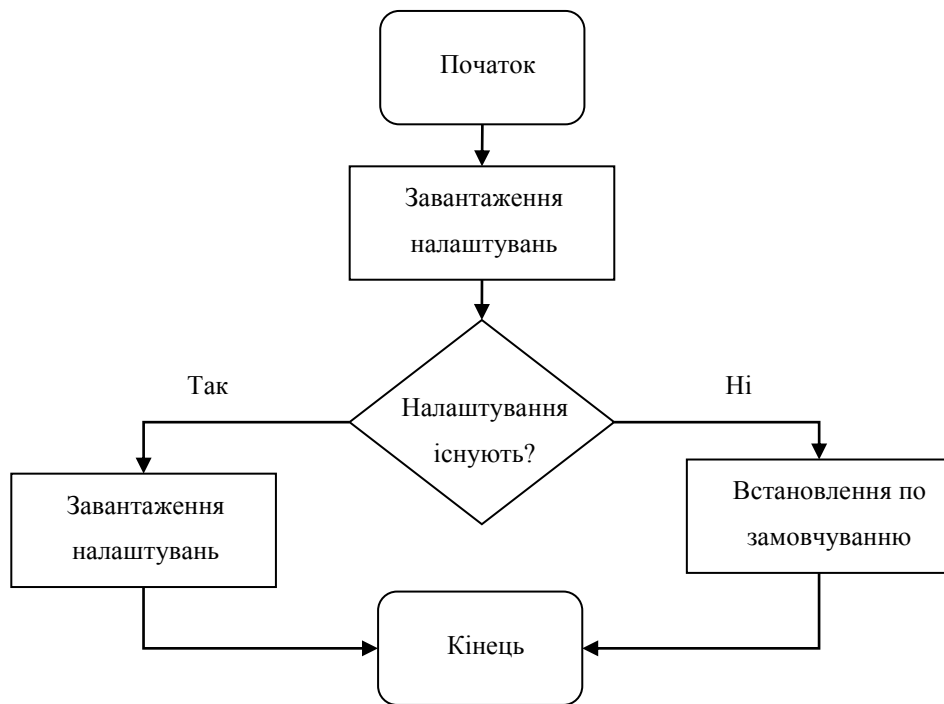 Початок
Завантаження
налаштувань
Так
Ні
Налаштування
існують?
Завантаження
налаштувань
Встановлення по
замовчуванню
Кінець